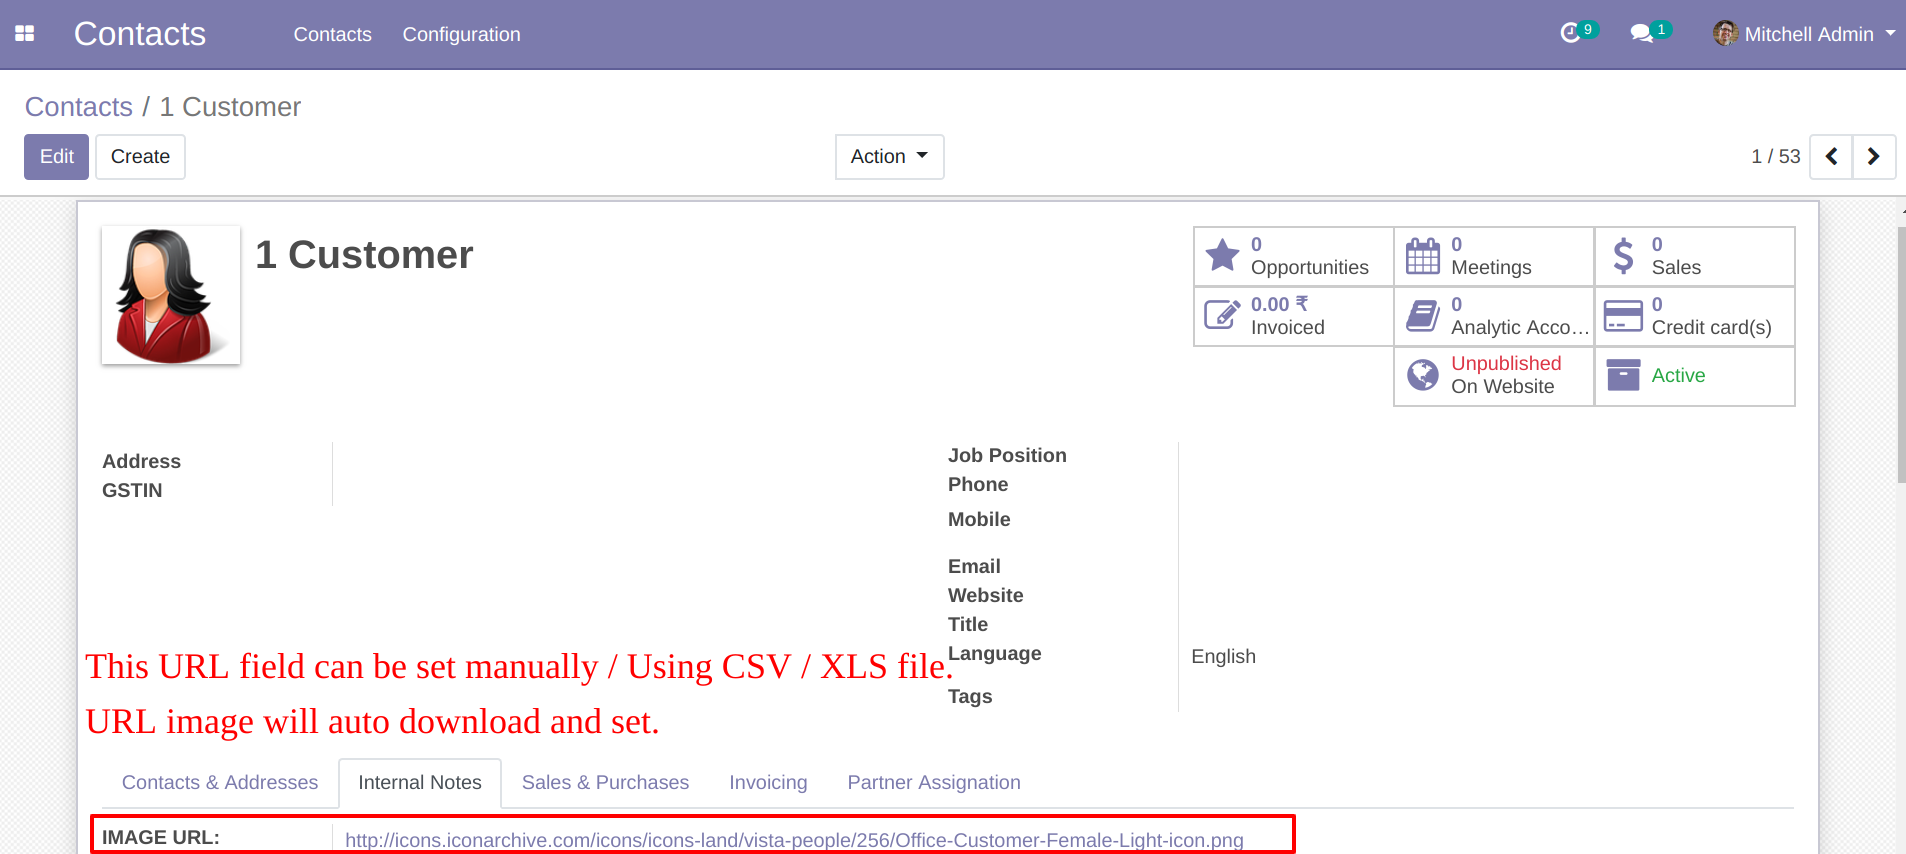 Contacts Contacts Configuration 9 1 Mitchell Admin
Contacts / 1 Customer
Edit Create Action 1 / 53
1 Customer
0
Opportunities
0
Meetings
0
Sales
0.00 ₹
Invoiced
0
Analytic Acco…
0
Credit card(s)
Unpublished
On Website
Active
Address
GSTIN
Job Position
Phone
Mobile
Email
Website
Title
Language English
Tags
This URL field can be set manually / Using CSV / XLS file.
URL image will auto download and set.
Contacts & Addresses Internal Notes Sales & Purchases Invoicing Partner Assignation
IMAGE URL: http://icons.iconarchive.com/icons/icons-land/vista-people/256/Office-Customer-Female-Light-icon.png